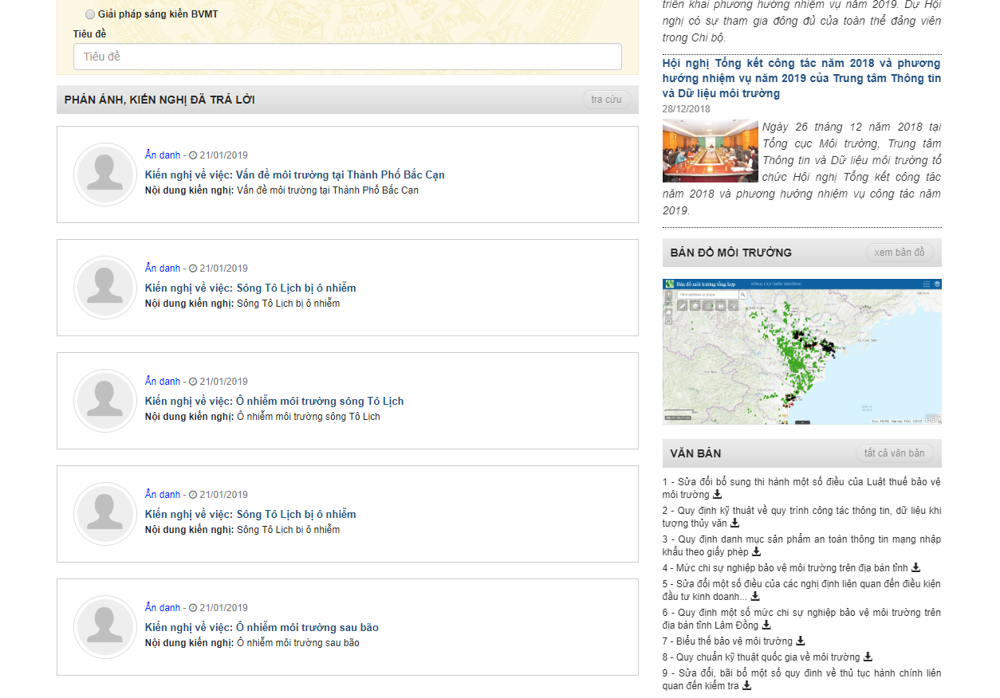 Giải pháp sáng kiến BVMT
Tiêu đề
Tiêu đề
PHẢN ÁNH, KIẾN NGHỊ ĐÃ TRẢ LỜI
tra cứu
Ẩn danh - 21/01/2019
Kiến nghị về việc: Vấn đề môi trường tại Thành Phố Bắc Cạn
Nội dung kiến nghị: Vấn đề môi trường tại Thành Phố Bắc Cạn
Ẩn danh - 21/01/2019
Kiến nghị về việc: Sông Tô Lịch bị ô nhiễm
Nội dung kiến nghị: Sông Tô Lịch bị ô nhiễm
Ẩn danh - 21/01/2019
Kiến nghị về việc: Ô nhiễm môi trường sông Tô Lịch
Nội dung kiến nghị: Ô nhiễm môi trường sông Tô Lịch
Ẩn danh - 21/01/2019
Kiến nghị về việc: Sông Tô Lịch bị ô nhiễm
Nội dung kiến nghị: Sông Tô Lịch bị ô nhiễm
Ẩn danh - 21/01/2019
Kiến nghị về việc: Ô nhiễm môi trường sau bão
Nội dung kiến nghị: Ô nhiễm môi trường sau bão
triển khai phương hướng nhiệm vụ năm 2019. Dự Hội
nghị có sự tham gia đông đủ của toàn thể đảng viên
trong Chi bộ.
Hội nghị Tổng kết công tác năm 2018 và phương
hướng nhiệm vụ năm 2019 của Trung tâm Thông tin
và Dữ liệu môi trường
28/12/2018
Ngày 26 tháng 12 năm 2018 tại
Tổng cục Môi trường, Trung tâm
Thông tin và Dữ liệu môi trường tổ
chức Hội nghị Tổng kết công tác
năm 2018 và phương hướng nhiệm vụ công tác năm
2019.
BẢN ĐỒ MÔI TRƯỜNG
xem bản đồ
Bản đồ môi trường tổng hợp
TỔNG CỤC MÔI TRƯỜNG
Find address or place
esri
VĂN BẢN
tất cả văn bản
1 - Sửa đổi bổ sung thi hành một số điều của Luật thuế bảo vệ
môi trường
2 - Quy định kỹ thuật về quy trình công tác thông tin, dữ liệu khí
tượng thủy văn
3 - Quy định danh mục sản phẩm an toàn thông tin mạng nhập
khẩu theo giấy phép
4 - Mức chi sự nghiệp bảo vệ môi trường trên địa bàn tỉnh
5 - Sửa đổi một số điều của các nghị định liên quan đến điều kiện
đầu tư kinh doanh...
6 - Quy định một số mức chi sự nghiệp bảo vệ môi trường trên
địa bàn tỉnh Lâm Đồng
7 - Biểu thế bảo vệ môi trường
8 - Quy chuẩn kỹ thuật quốc gia về môi trường
9 - Sửa đổi, bãi bổ một số quy đinh về thủ tục hành chính liên
quan đến kiểm tra